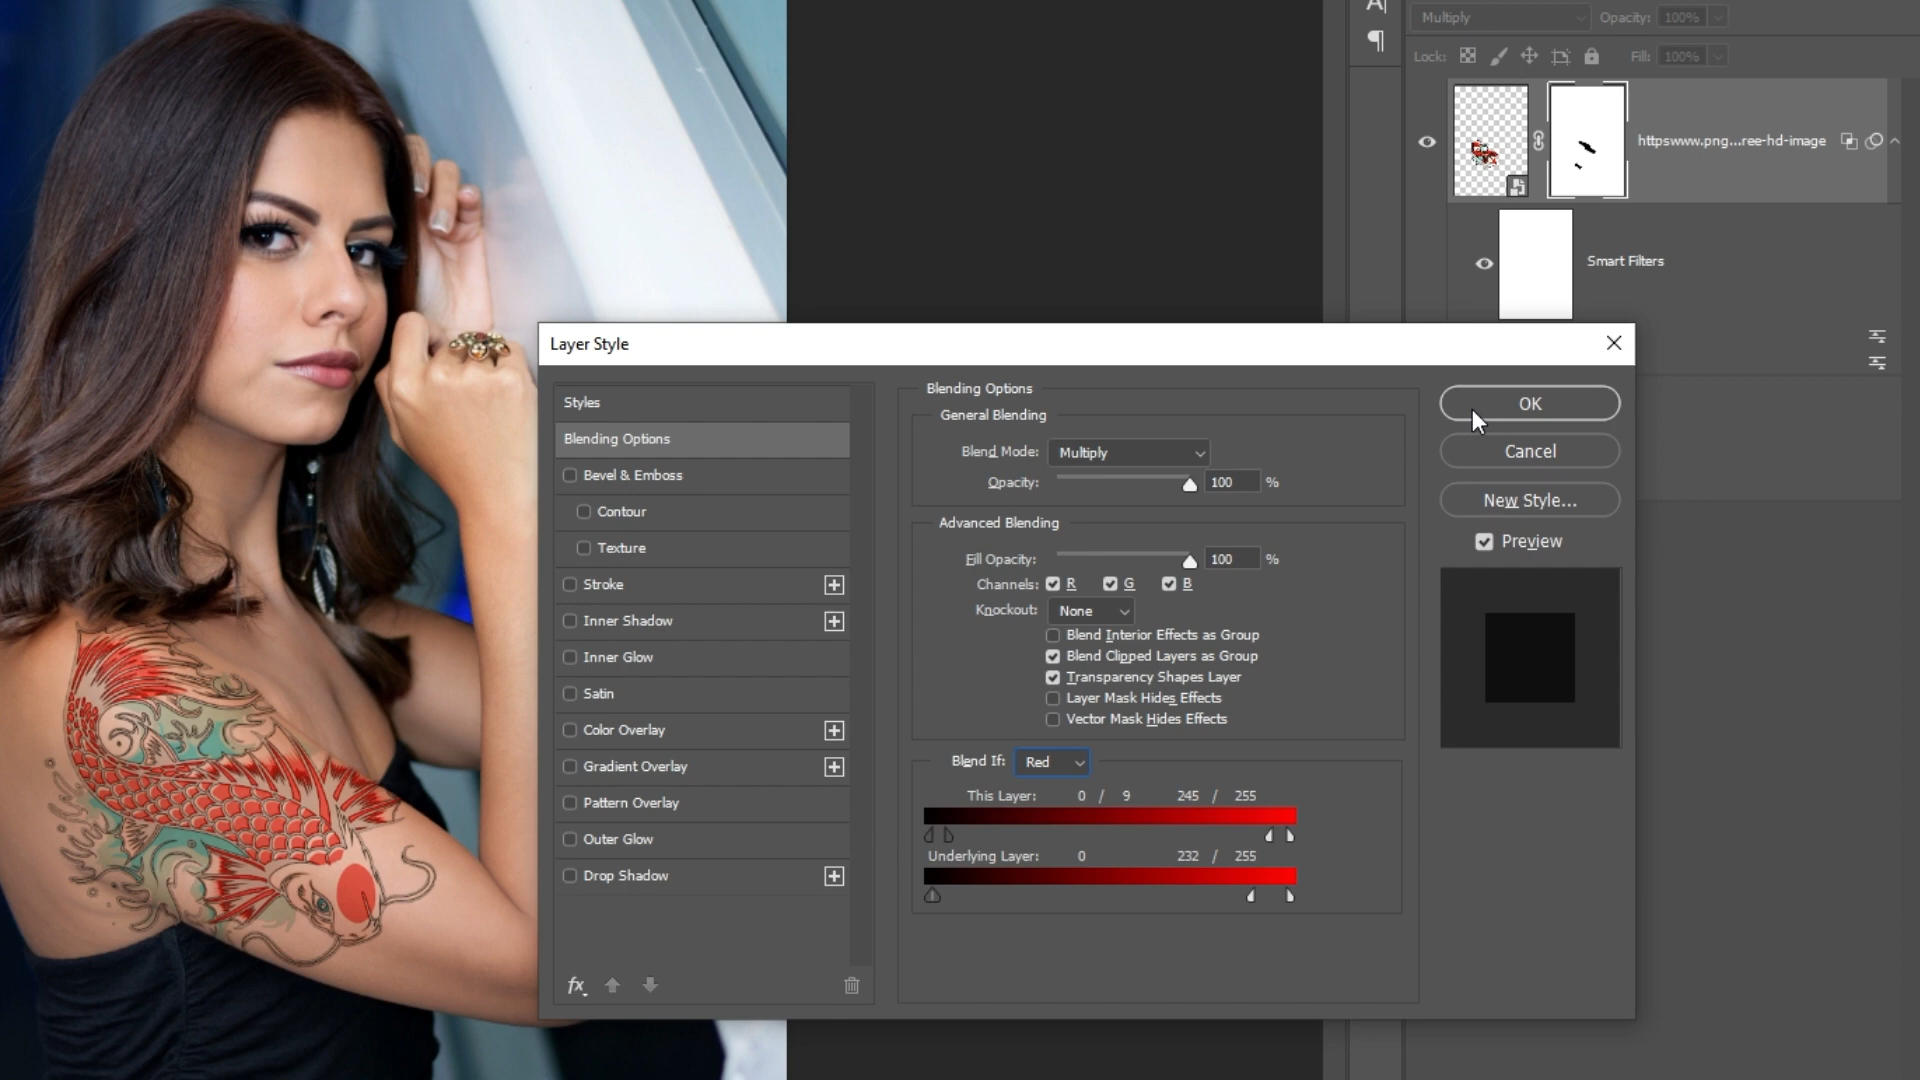 Multiply
Opacity: 100%
Lock:
Fill: 100%
httpswww.png...ree-hd-image
Smart Filters
Layer Style
Styles
Blending Options
Bevel & Emboss
Contour
Texture
Stroke
Inner Shadow
Inner Glow
Satin
Color Overlay
Gradient Overlay
Pattern Overlay
Outer Glow
Drop Shadow
fx
Blending Options
General Blending
Blend Mode: Multiply
Opacity: 100 %
Advanced Blending
Fill Opacity: 100 %
Channels: R G B
Knockout: None
Blend Interior Effects as Group
Blend Clipped Layers as Group
Transparency Shapes Layer
Layer Mask Hides Effects
Vector Mask Hides Effects
Blend If: Red
This Layer: 0 / 9 245 / 255
Underlying Layer: 0 232 / 255
OK
Cancel
New Style...
Preview